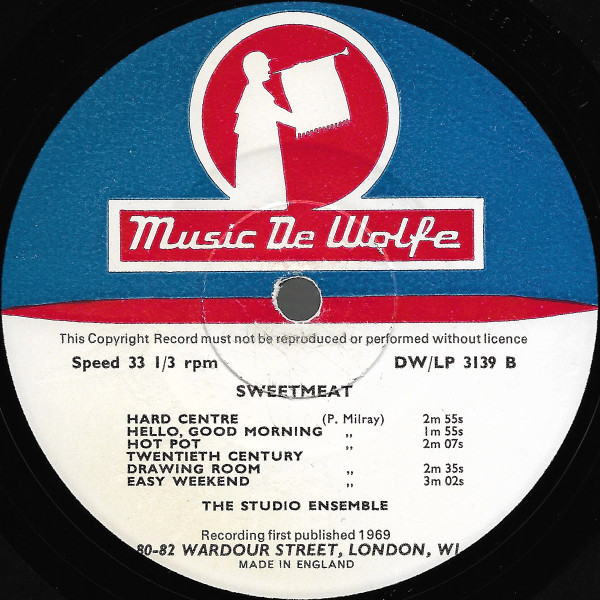 Music De Wolfe
This Copyright Record must not be reproduced or performed without licence
Speed 33 1/3 rpm DW/LP 3139 B
SWEETMEAT
HARD CENTRE (P. Milray) 2m 55s
HELLO, GOOD MORNING ,, 1m 55s
HOT POT ,, 2m 07s
TWENTIETH CENTURY
DRAWING ROOM ,, 2m 35s
EASY WEEKEND ,, 3m 02s
THE STUDIO ENSEMBLE
Recording first published 1969
80-82 WARDOUR STREET, LONDON, W1
MADE IN ENGLAND